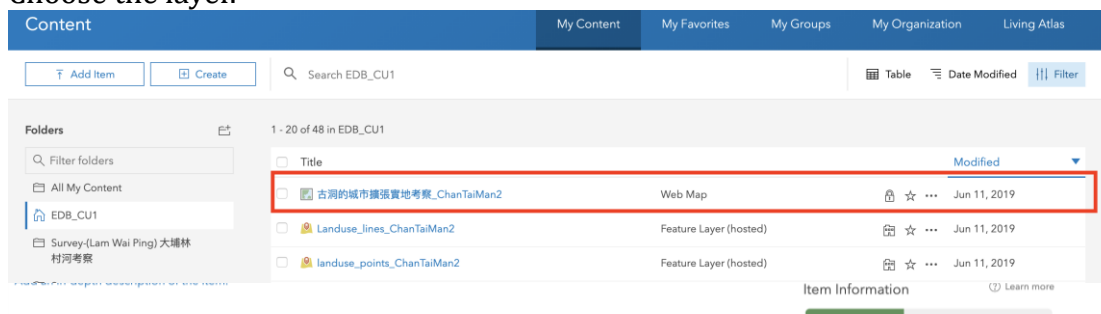 Choose the layer.
Content My Content My Favorites My Groups My Organization Living Atlas
Add Item Create Search EDB_CU1 Table Date Modified Filter
Folders 1 - 20 of 48 in EDB_CU1
Filter folders Title Modified
All My Content 古洞的城市擴張實地考察_ChanTaiMan2 Web Map Jun 11, 2019
EDB_CU1 Landuse_lines_ChanTaiMan2 Feature Layer (hosted) Jun 11, 2019
Survey-(Lam Wai Ping) 大埔林
村河考察 landuse_points_ChanTaiMan2 Feature Layer (hosted) Jun 11, 2019
Item Information Learn more